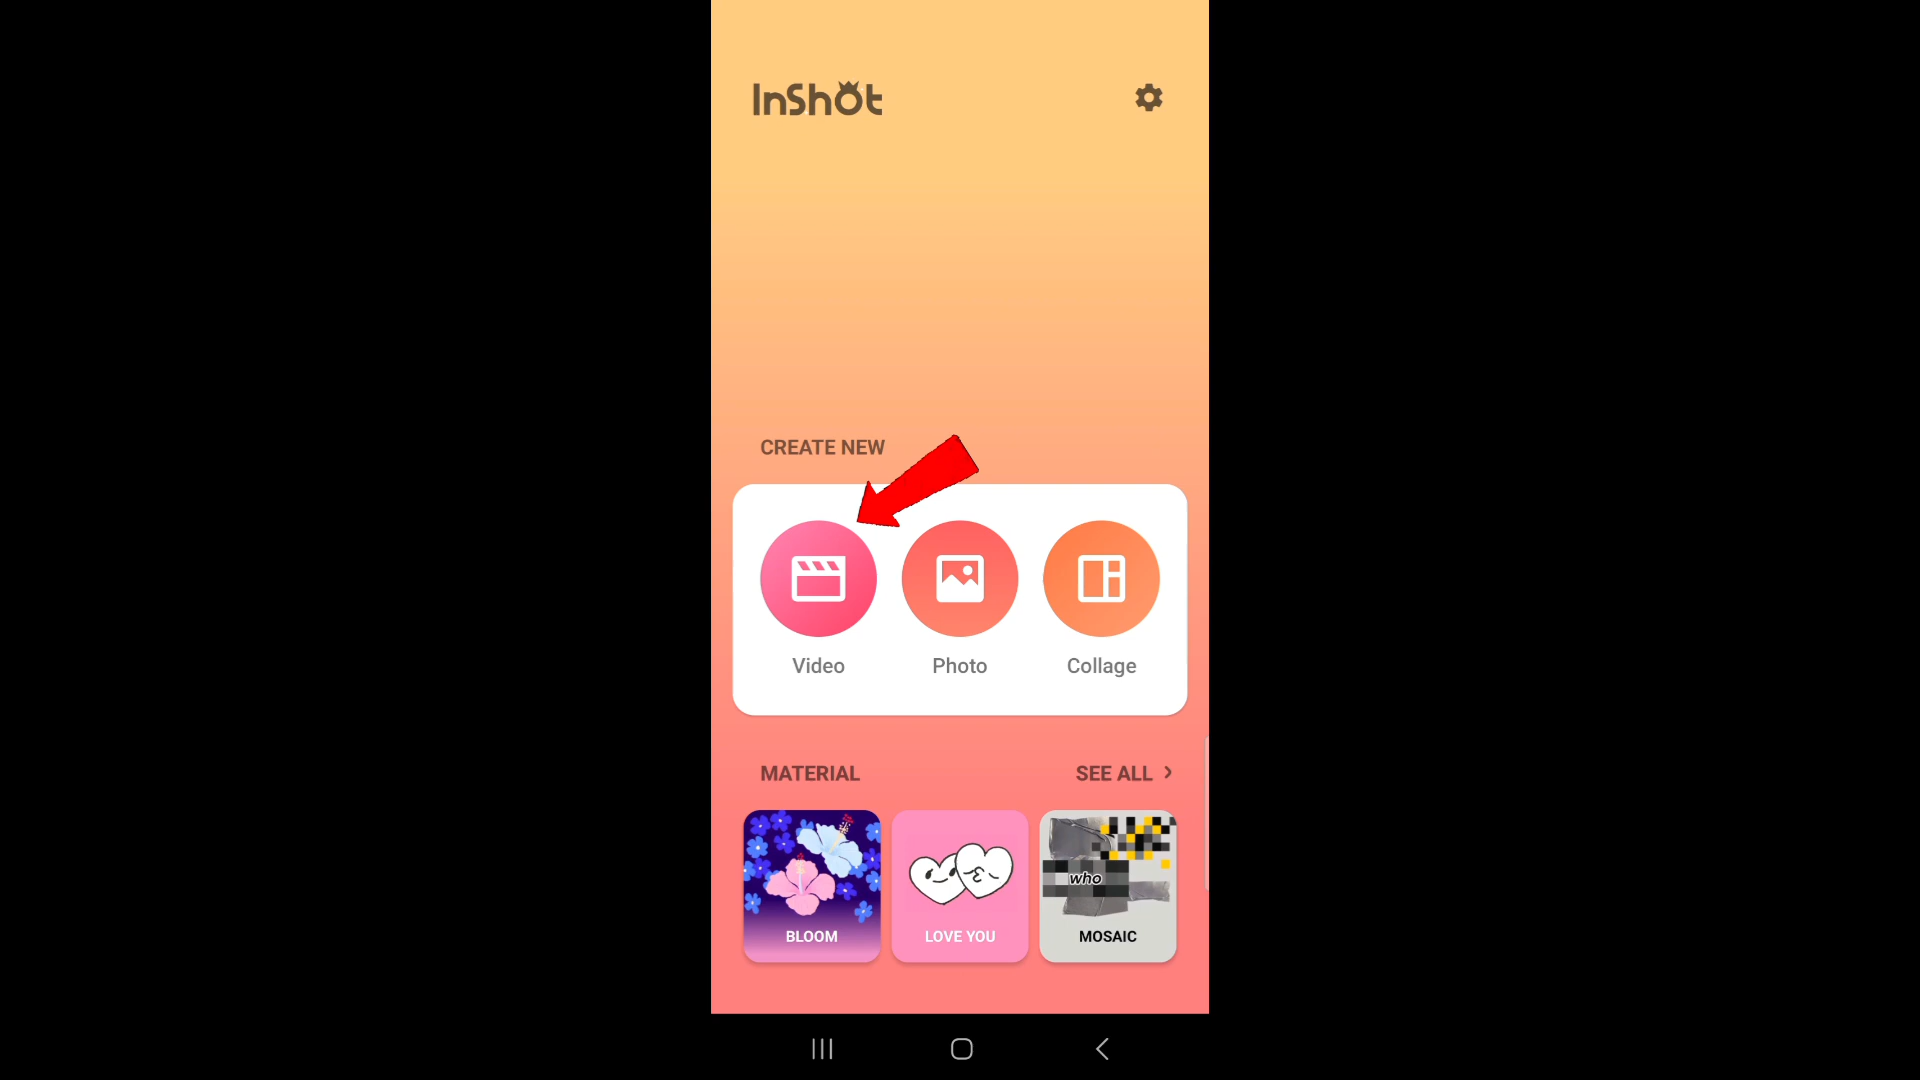 InShot
CREATE NEW
Video Photo Collage
MATERIAL SEE ALL >
who
BLOOM LOVE YOU MOSAIC